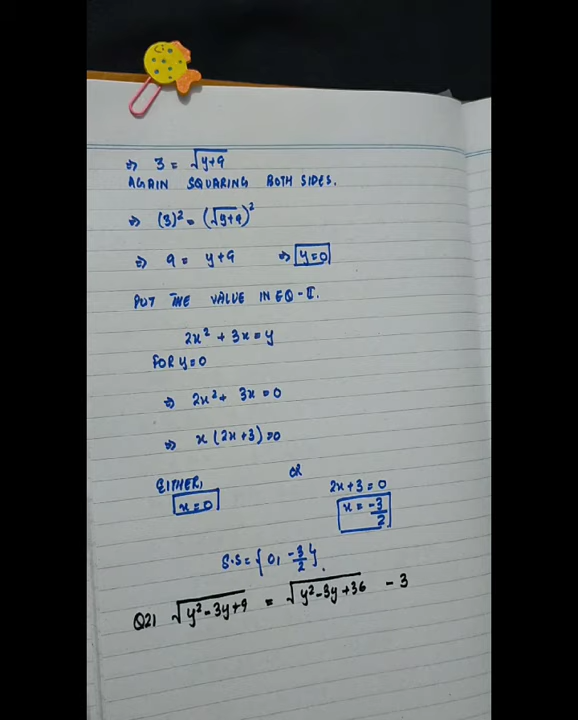 ⇒ 3 = √y+9
AGAIN SQUARING BOTH SIDES.
⇒ (3)² = (√y+9)²
⇒ 9 = y+9 ⇒ y=0
PUT THE VALUE IN EQ-I.
2x² + 3x = y
FOR y=0
⇒ 2x² + 3x = 0
⇒ x(2x+3)=0
EITHER, OR
x=0
2x+3 = 0
x = -3/2
S.S = {0, -3/2}.
Q21 √y²-3y+9 = √y²-3y+36 - 3